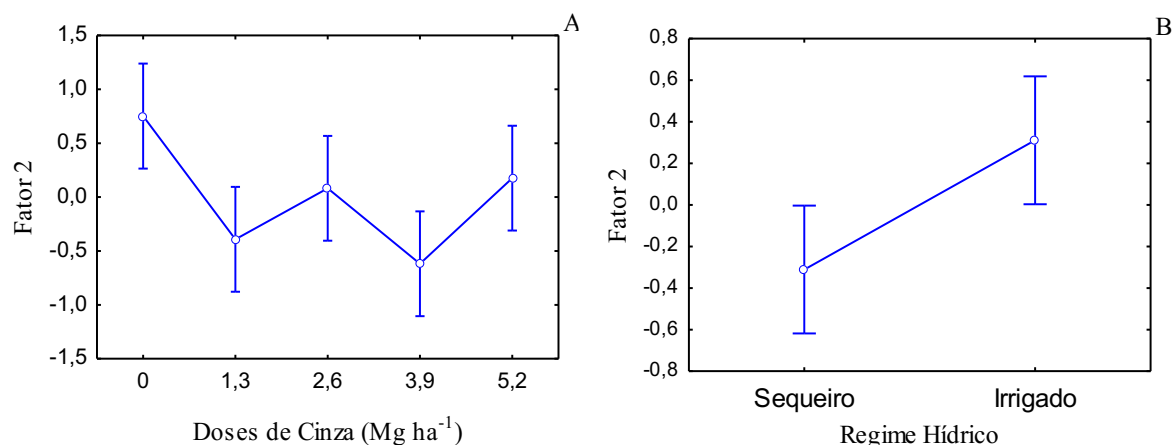 A
1,5
1,0
0,5
0,0
-0,5
-1,0
-1,5
Fator 2
0 1,3 2,6 3,9 5,2
Doses de Cinza (Mg ha⁻¹)
B
0,8
0,6
0,4
0,2
0,0
-0,2
-0,4
-0,6
-0,8
Fator 2
Sequeiro Irrigado
Regime Hídrico